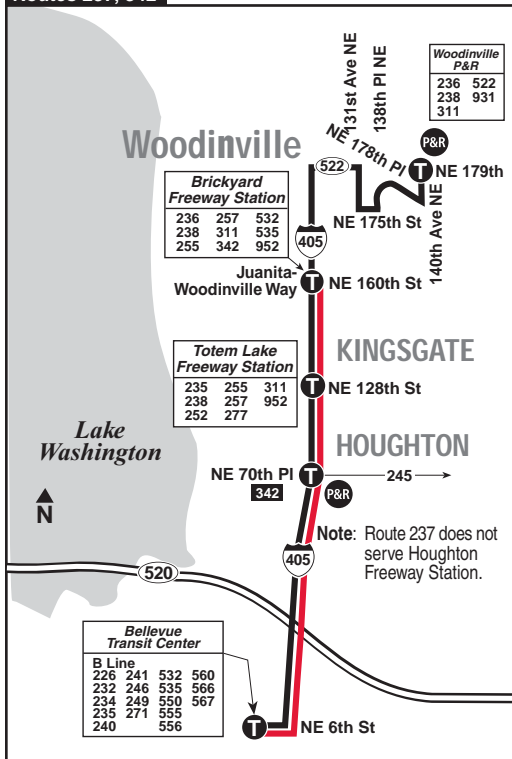 131st Ave NE
138th Pl NE
Woodinville
P&R
236 522
238 931
311
Woodinville
NE 178th Pl
P&R
T
NE 179th
522
Brickyard
Freeway Station
236 257 532
238 311 535
255 342 952
NE 175th St
140th Ave NE
405
Juanita-
Woodinville Way
T
NE 160th St
KINGSGATE
Totem Lake
Freeway Station
235 255 311
238 257 952
252 277
T
NE 128th St
Lake
Washington
HOUGHTON
NE 70th Pl
T
245
342
P&R
N
Note: Route 237 does not
serve Houghton
Freeway Station.
405
520
Bellevue
Transit Center
B Line
226 241 532 560
232 246 535 566
234 249 550 567
235 271 555
240 556
T
NE 6th St